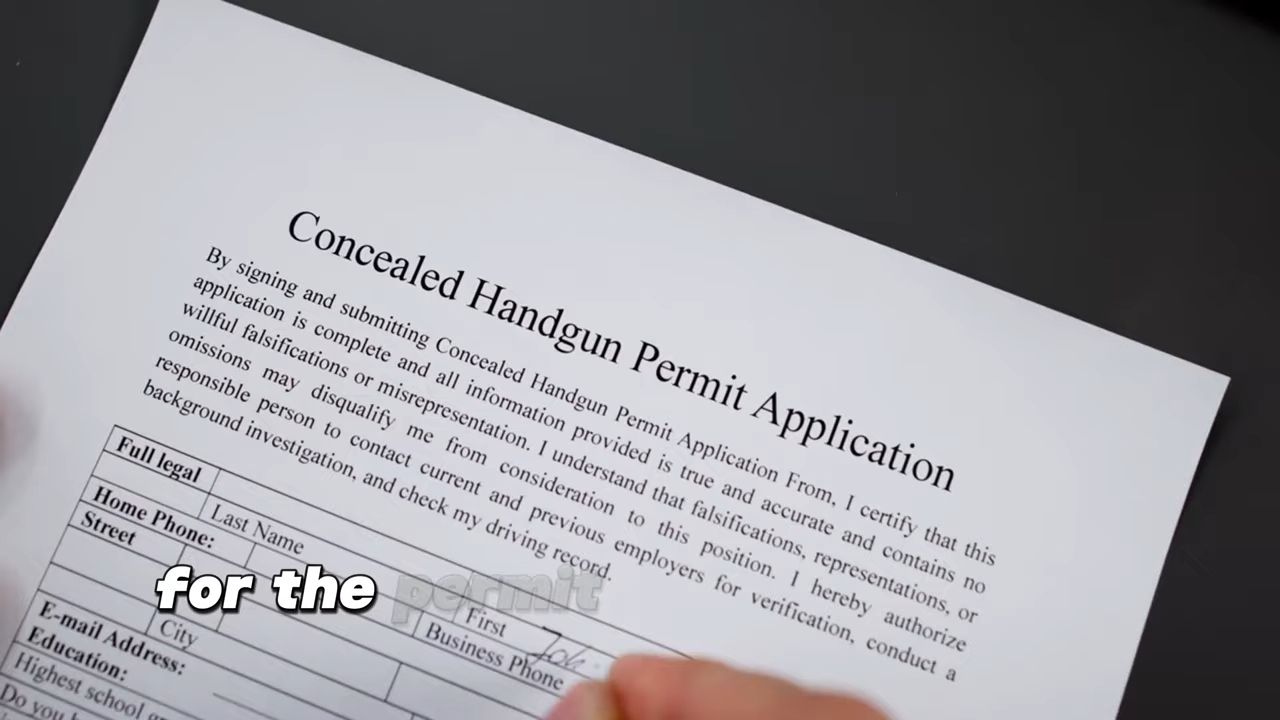 Concealed Handgun Permit Application
By signing and submitting Concealed Handgun Permit Application From, I certify that this
application is complete and all information provided is true and accurate and contains no
willful falsifications or misrepresentation. I understand that falsifications, representations, or
omissions may disqualify me from consideration to this position. I hereby authorize
responsible person to contact current and previous employers for verification, conduct a
background investigation, and check my driving record.
Full legal
Last Name First Joh
Home Phone: Business Phone
Street
City
E-mail Address:
Education:
Highest school
Do you
for the permit